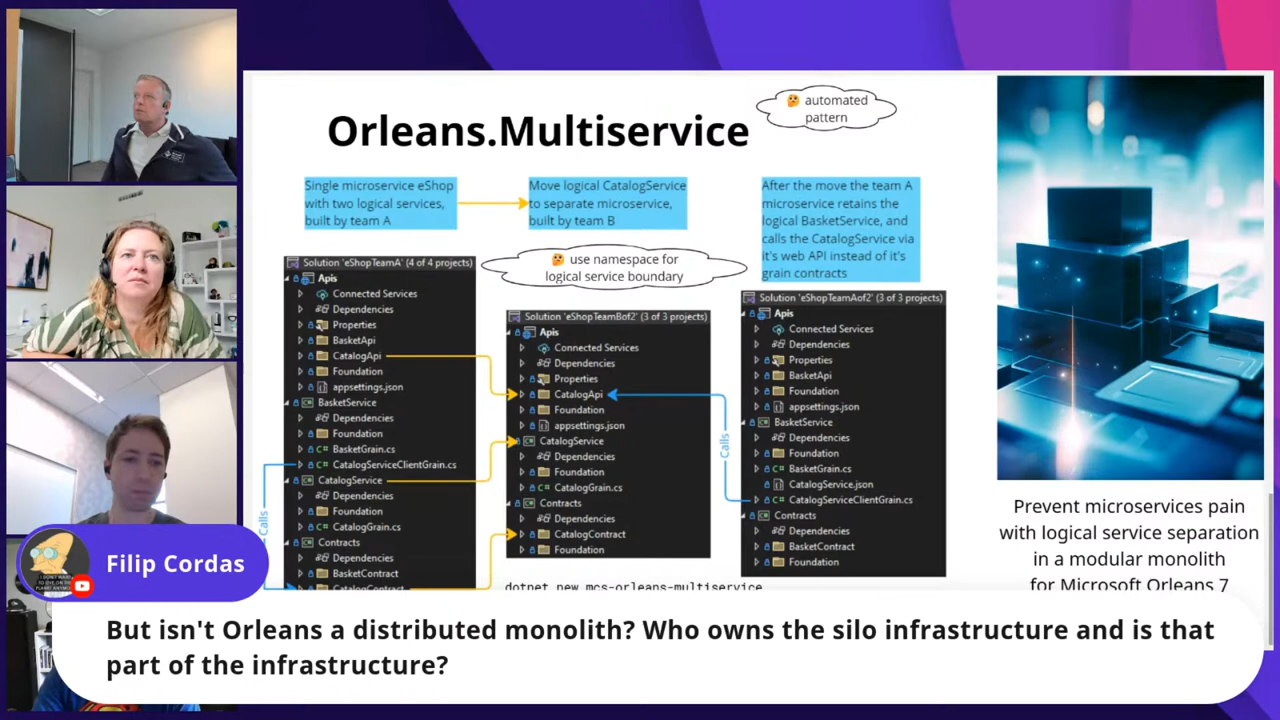 Orleans.Multiservice
🤔 automated
pattern
Single microservice eShop
with two logical services,
built by team A
Move logical CatalogService
to separate microservice,
built by team B
After the move the team A
microservice retains the
logical BasketService, and
calls the CatalogService via
it's web API instead of it's
grain contracts
🤔 use namespace for
logical service boundary
Solution 'eShopTeamA' (4 of 4 projects)
Apis
Connected Services
Dependencies
Properties
BasketApi
CatalogApi
Foundation
appsettings.json
BasketService
Dependencies
Foundation
BasketGrain.cs
CatalogServiceClientGrain.cs
CatalogService
Dependencies
Foundation
CatalogGrain.cs
Contracts
Dependencies
BasketContract
CatalogContract
Calls
Solution 'eShopTeamBof2' (3 of 3 projects)
Apis
Connected Services
Dependencies
Properties
CatalogApi
Foundation
appsettings.json
CatalogService
Dependencies
Foundation
CatalogGrain.cs
Contracts
Dependencies
CatalogContract
Foundation
Calls
Solution 'eShopTeamAof2' (3 of 3 projects)
Apis
Connected Services
Dependencies
Properties
BasketApi
Foundation
appsettings.json
BasketService
Dependencies
Foundation
BasketGrain.cs
CatalogService.json
CatalogServiceClientGrain.cs
Contracts
Dependencies
BasketContract
Foundation
dotnet new mcs-orleans-multiservice
Prevent microservices pain
with logical service separation
in a modular monolith
for Microsoft Orleans 7
Filip Cordas
But isn't Orleans a distributed monolith? Who owns the silo infrastructure and is that
part of the infrastructure?